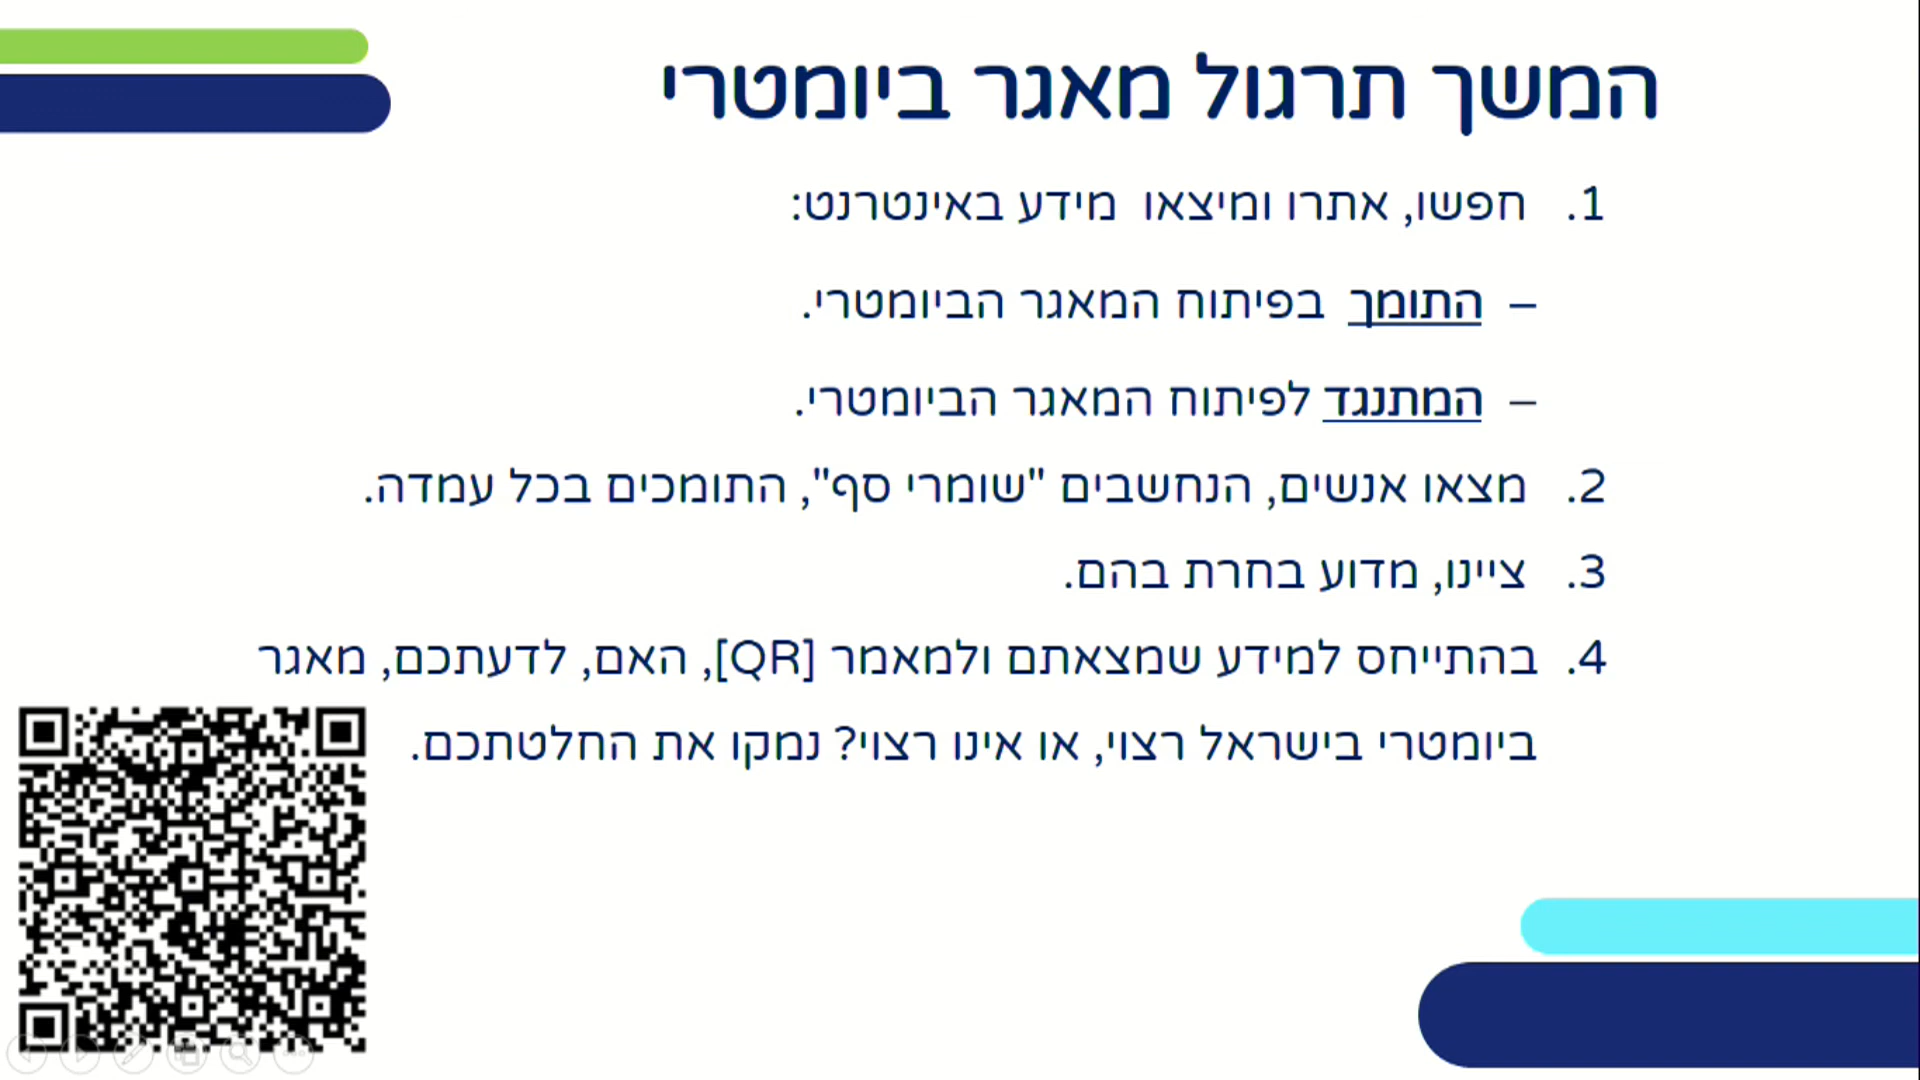 המשך תרגול מאגר ביומטרי
1. חפשו, אתרו ומיצאו מידע באינטרנט:
– התומך בפיתוח המאגר הביומטרי.
– המתנגד לפיתוח המאגר הביומטרי.
2. מצאו אנשים, הנחשבים "שומרי סף", התומכים בכל עמדה.
3. ציינו, מדוע בחרת בהם.
4. בהתייחס למידע שמצאתם ולמאמר [QR], האם, לדעתכם, מאגר
ביומטרי בישראל רצוי, או אינו רצוי? נמקו את החלטתכם.